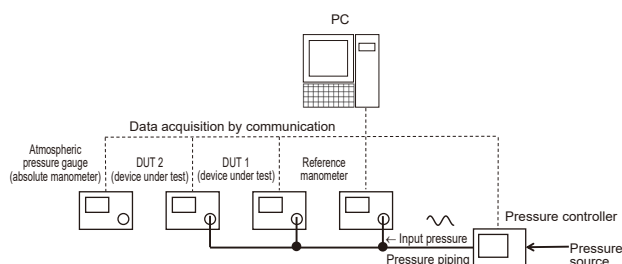 PC
Data acquisition by communication
Atmospheric
pressure gauge
(absolute manometer)
DUT 2
(device under test)
DUT 1
(device under test)
Reference
manometer
Pressure controller
← Input pressure
Pressure piping
Pressure
source